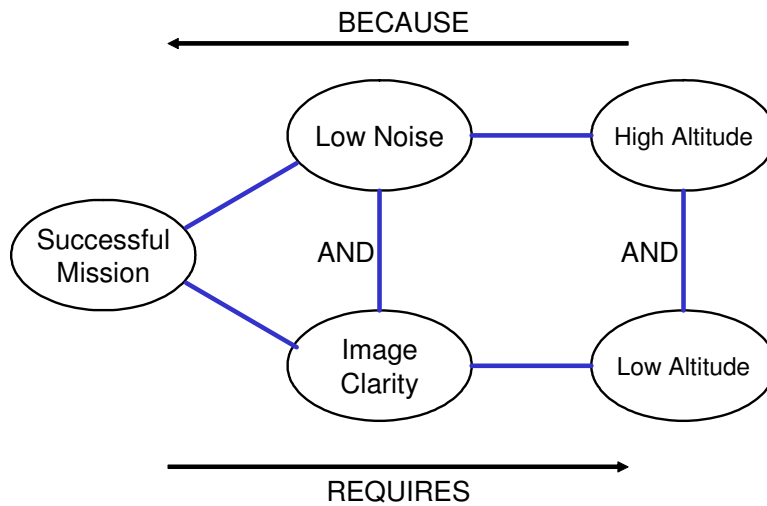 BECAUSE
Low Noise
High Altitude
Successful
Mission
AND
AND
Image
Clarity
Low Altitude
REQUIRES